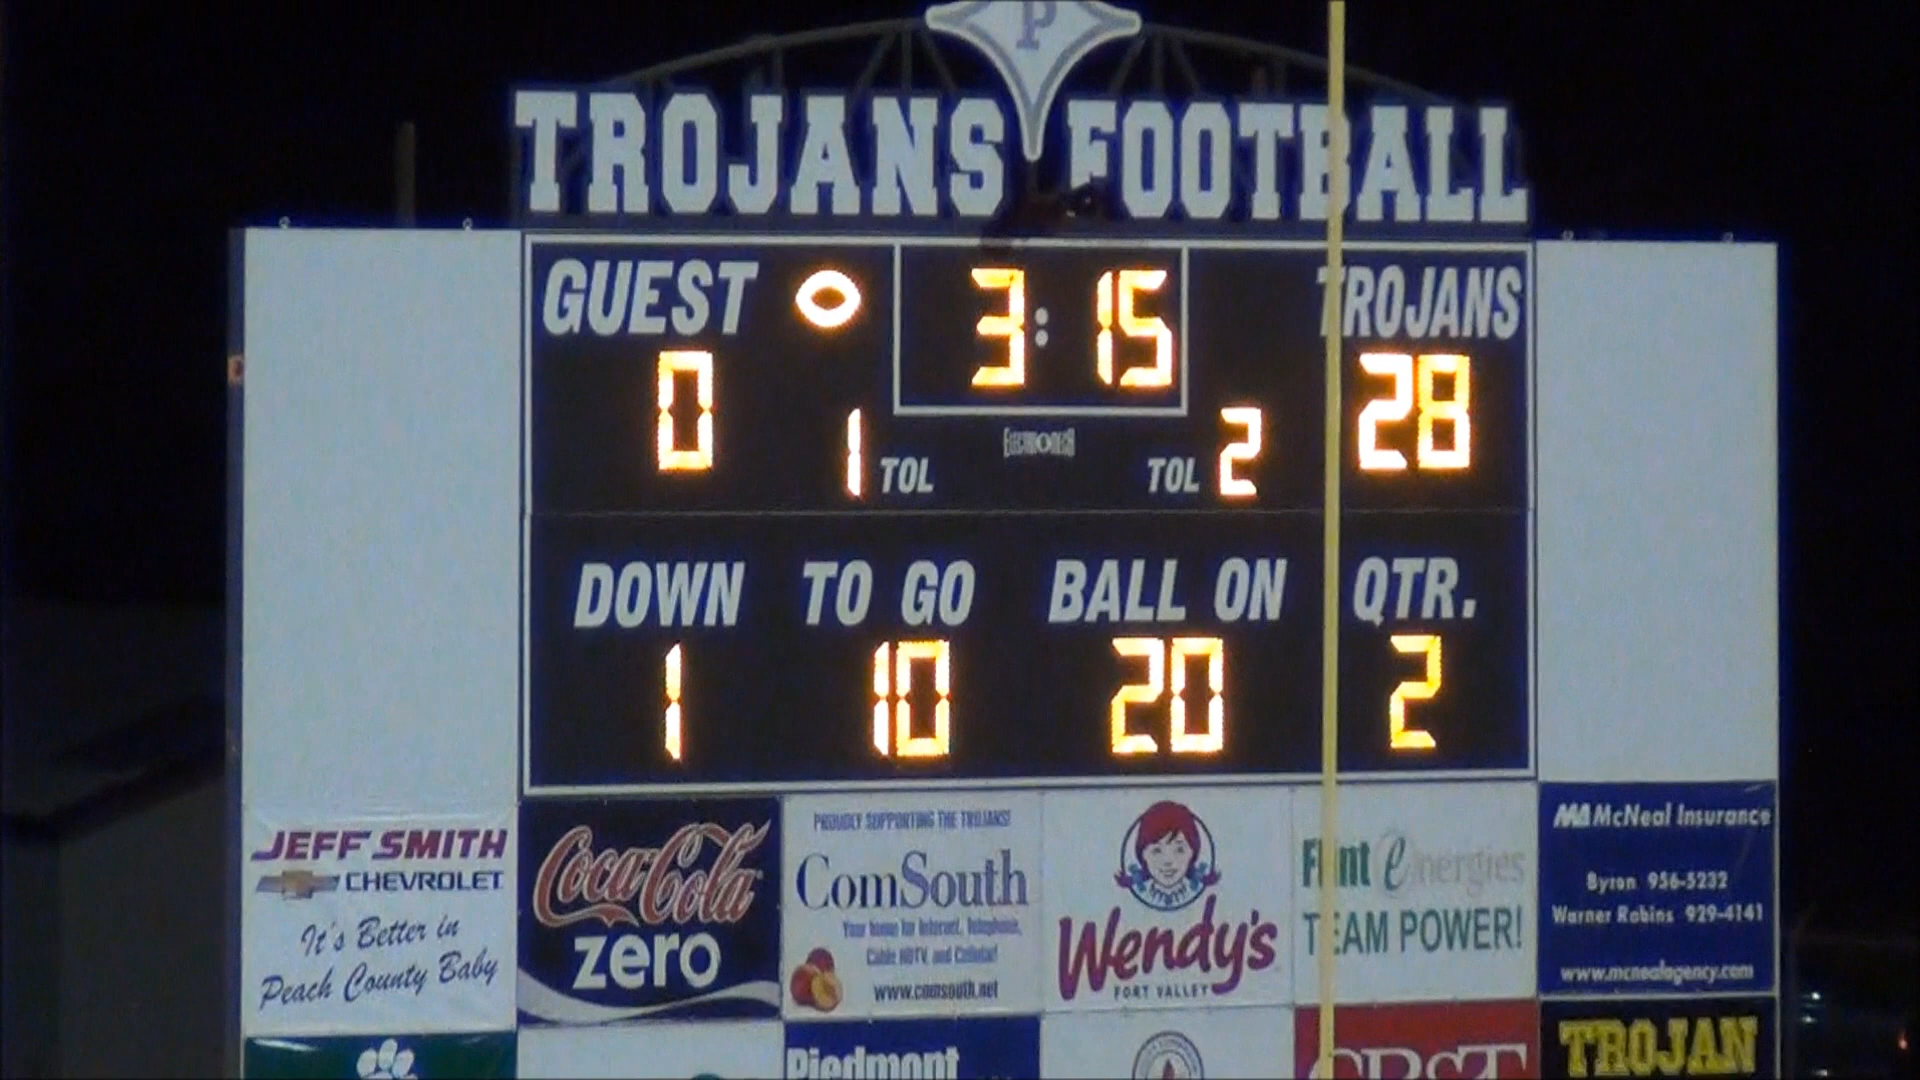 P
TROJANS FOOTBALL
GUEST 3:15 TROJANS
0 28
1 TOL ELECTRO-MECH TOL 2
DOWN TO GO BALL ON QTR.
1 10 20 2
JEFF SMITH
CHEVROLET
It's Better in
Peach County Baby
Coca-Cola
zero
PROUDLY SUPPORTING THE TROJANS!
ComSouth
Your home for Internet, Telephone,
Cable HDTV, and Cellular!
www.comsouth.net
Wendy's
FORT VALLEY
Flint energies
TEAM POWER!
McNeal Insurance
Byron 956-5232
Warner Robins 929-4141
www.mcnealagency.com
Piedmont
CB&T
TROJAN